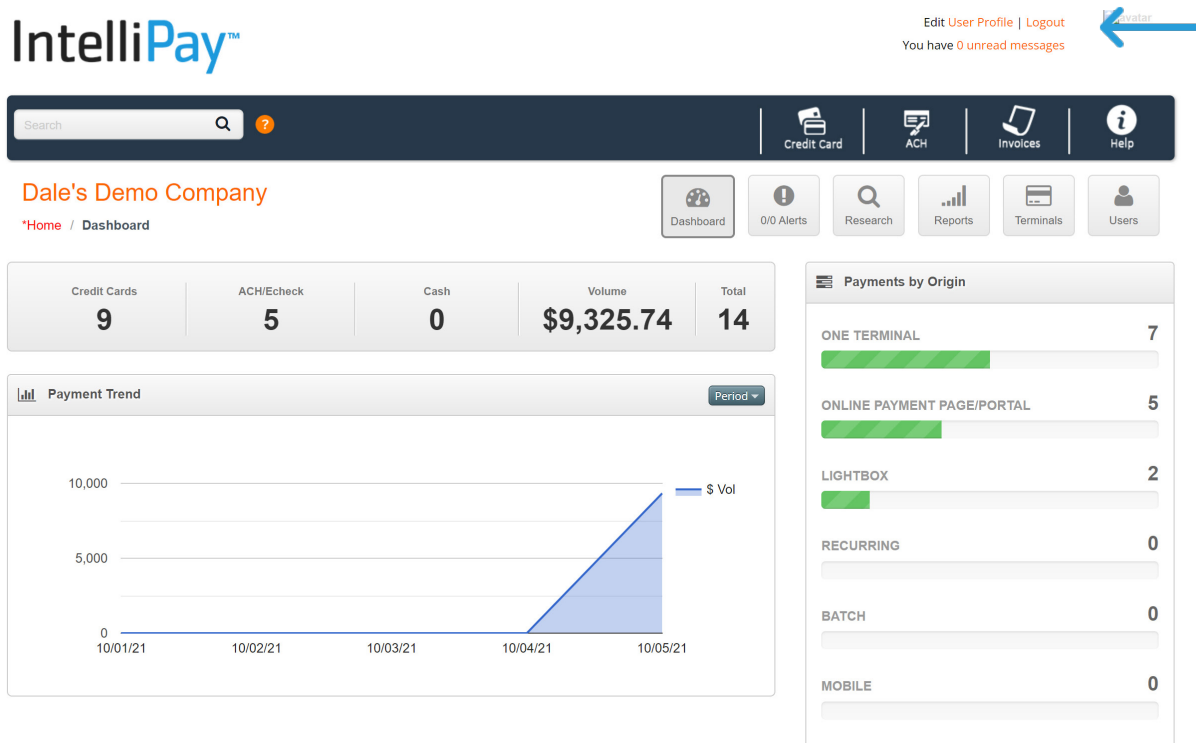 IntelliPay™
Edit User Profile | Logout
avatar
You have 0 unread messages
Search
?
Credit Card
ACH
Invoices
Help
Dale's Demo Company
*Home / Dashboard
Dashboard
0/0 Alerts
Research
Reports
Terminals
Users
Credit Cards
9
ACH/Echeck
5
Cash
0
Volume
$9,325.74
Total
14
Payment Trend
Period
10,000
5,000
0
$ Vol
10/01/21
10/02/21
10/03/21
10/04/21
10/05/21
Payments by Origin
ONE TERMINAL 7
ONLINE PAYMENT PAGE/PORTAL 5
LIGHTBOX 2
RECURRING 0
BATCH 0
MOBILE 0